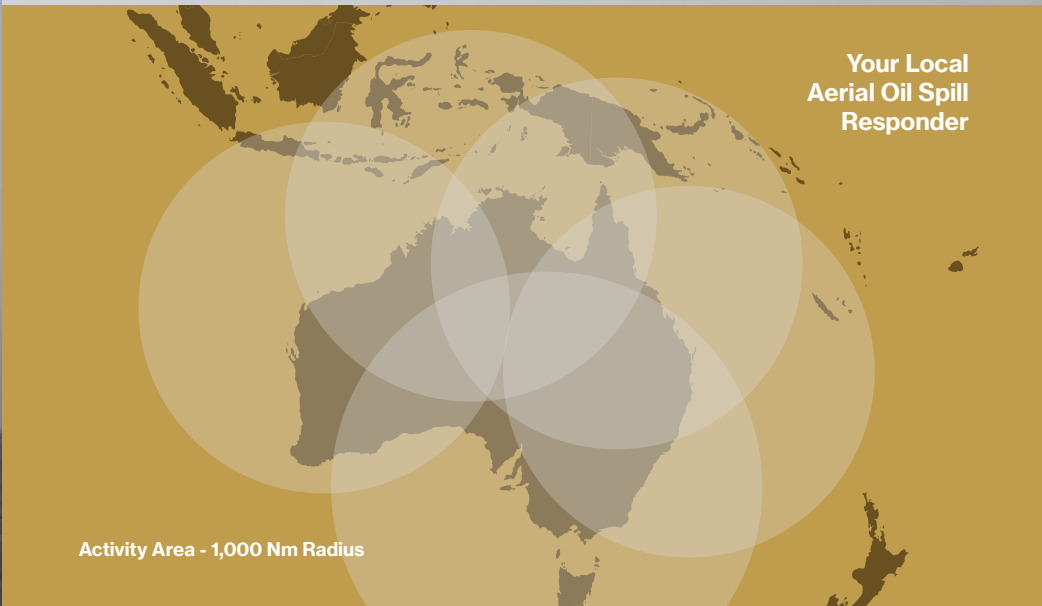 Your Local
Aerial Oil Spill
Responder
Activity Area - 1,000 Nm Radius